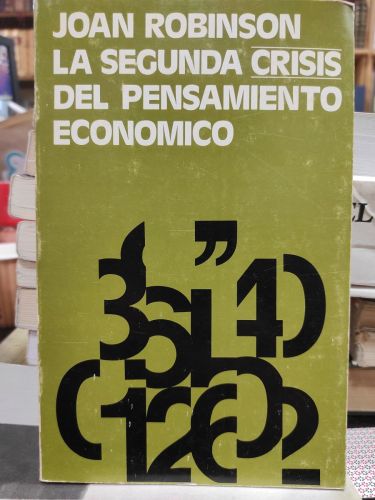 JOAN ROBINSON
LA SEGUNDA CRISIS
DEL PENSAMIENTO
ECONOMICO